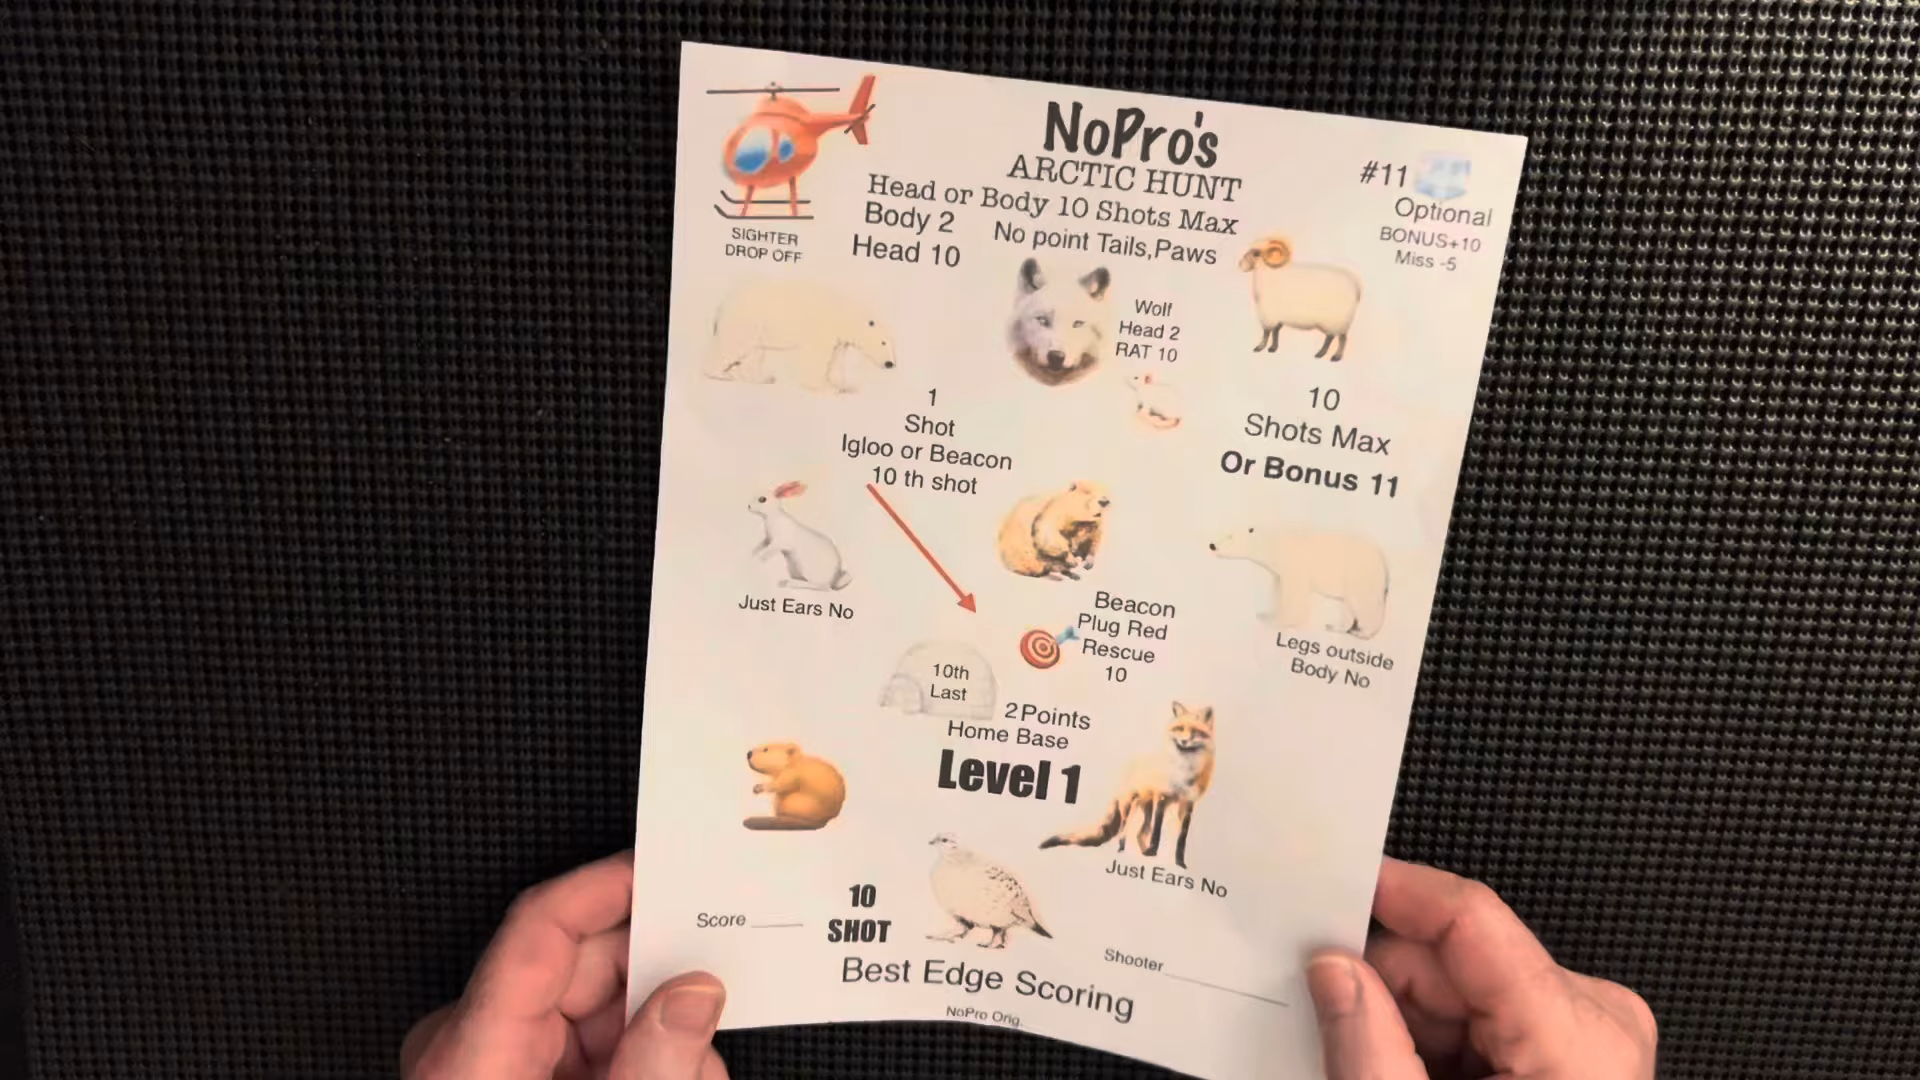 NoPro's
ARCTIC HUNT
Head or Body 10 Shots Max
Body 2
Head 10
No point Tails,Paws
#11
Optional
BONUS+10
Miss -5
SIGHTER
DROP OFF
Wolf
Head 2
RAT 10
1
Shot
Igloo or Beacon
10 th shot
10
Shots Max
Or Bonus 11
Just Ears No
Beacon
Plug Red
Rescue
10
Legs outside
Body No
10th
Last
2 Points
Home Base
Level 1
Just Ears No
Score
10
SHOT
Shooter
Best Edge Scoring
NoPro Orig.